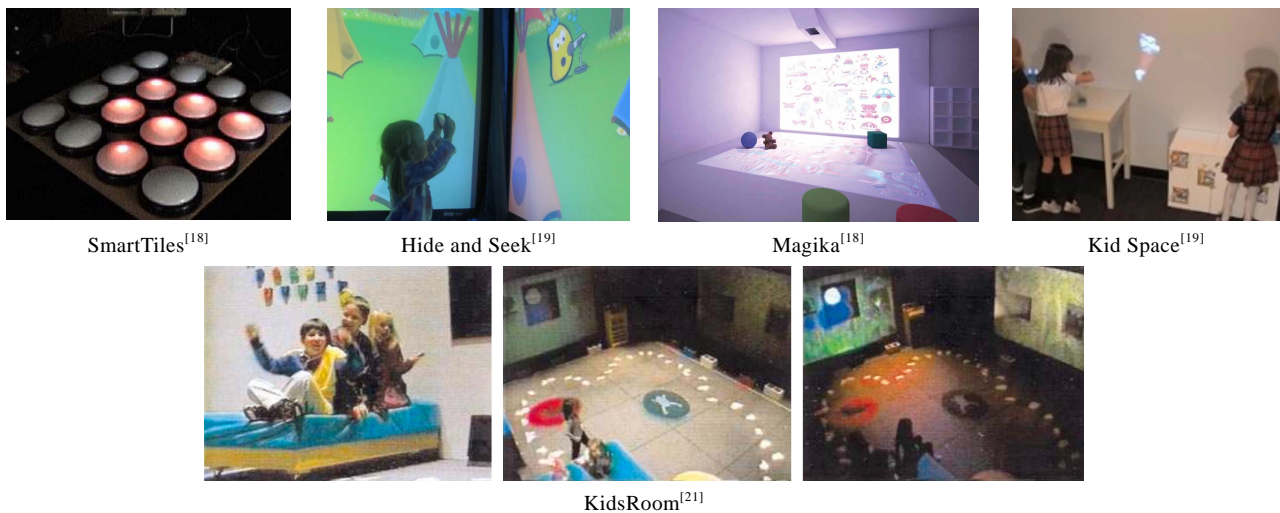 SmartTiles[18]
Hide and Seek[19]
Magika[18]
Kid Space[19]
KidsRoom[21]